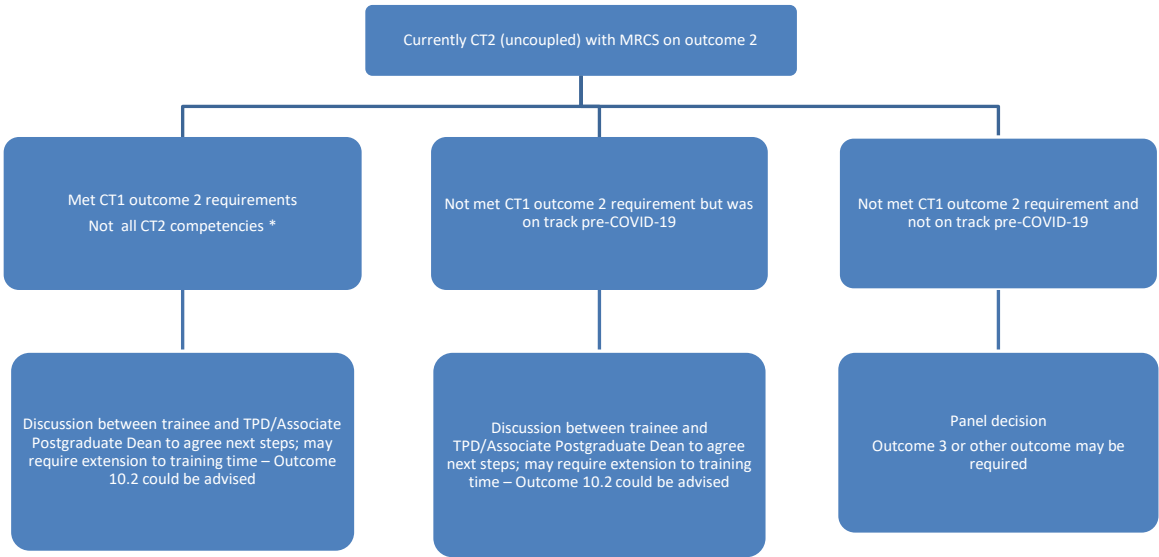 Currently CT2 (uncoupled) with MRCS on outcome 2
Met CT1 outcome 2 requirements
Not all CT2 competencies *
Not met CT1 outcome 2 requirement but was
on track pre-COVID-19
Not met CT1 outcome 2 requirement and
not on track pre-COVID-19
Discussion between trainee and TPD/Associate
Postgraduate Dean to agree next steps; may
require extension to training time – Outcome
10.2 could be advised
Discussion between trainee and
TPD/Associate Postgraduate Dean to agree
next steps; may require extension to training
time – Outcome 10.2 could be advised
Panel decision
Outcome 3 or other outcome may be
required